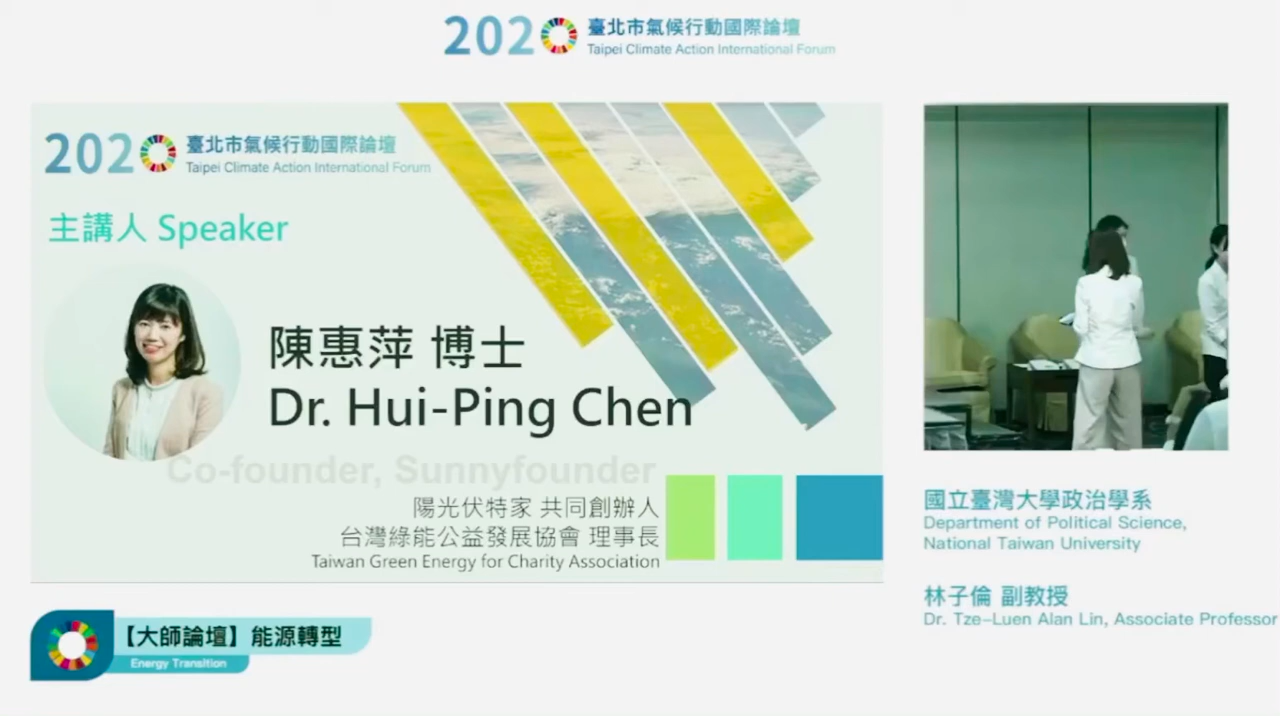 2020 臺北市氣候行動國際論壇
Taipei Climate Action International Forum
2020 臺北市氣候行動國際論壇
Taipei Climate Action International Forum
主講人 Speaker
陳惠萍 博士
Dr. Hui-Ping Chen
Co-founder, Sunnyfounder
陽光伏特家 共同創辦人
台灣綠能公益發展協會 理事長
Taiwan Green Energy for Charity Association
國立臺灣大學政治學系
Department of Political Science,
National Taiwan University
林子倫 副教授
Dr. Tze-Luen Alan Lin, Associate Professor
【大師論壇】能源轉型
Energy Transition